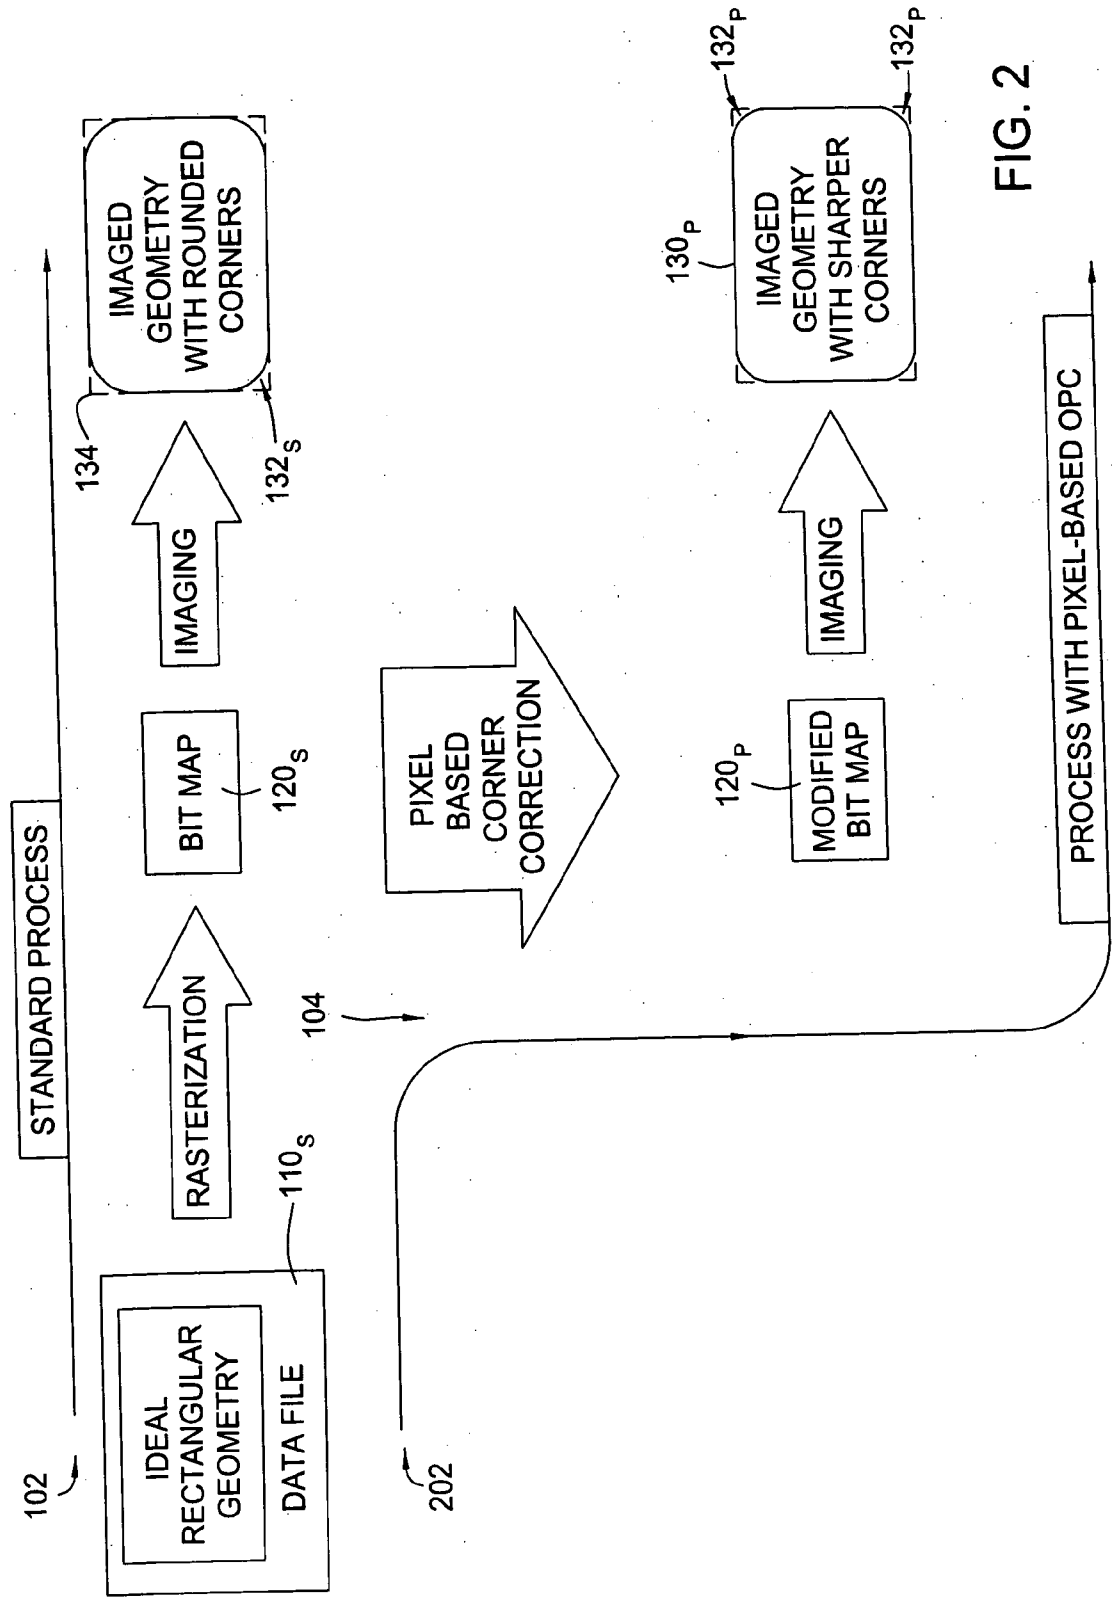 102
STANDARD PROCESS
IDEAL
RECTANGULAR
GEOMETRY
DATA FILE
110S
RASTERIZATION
BIT MAP
120S
IMAGING
134
IMAGED
GEOMETRY
WITH ROUNDED
CORNERS
132S
202
104
PIXEL
BASED
CORNER
CORRECTION
120P
MODIFIED
BIT MAP
IMAGING
130P
IMAGED
GEOMETRY
WITH SHARPER
CORNERS
132P
132P
PROCESS WITH PIXEL-BASED OPC
FIG. 2